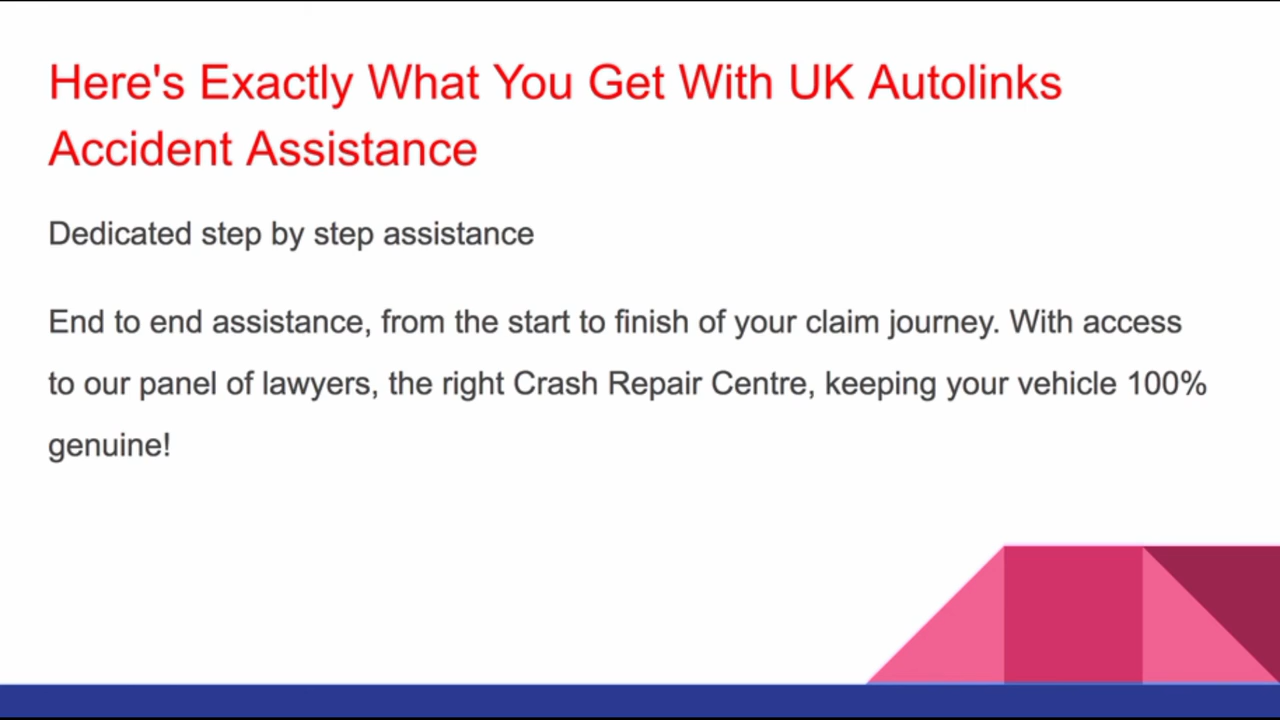 Here's Exactly What You Get With UK Autolinks
Accident Assistance
Dedicated step by step assistance
End to end assistance, from the start to finish of your claim journey. With access
to our panel of lawyers, the right Crash Repair Centre, keeping your vehicle 100%
genuine!